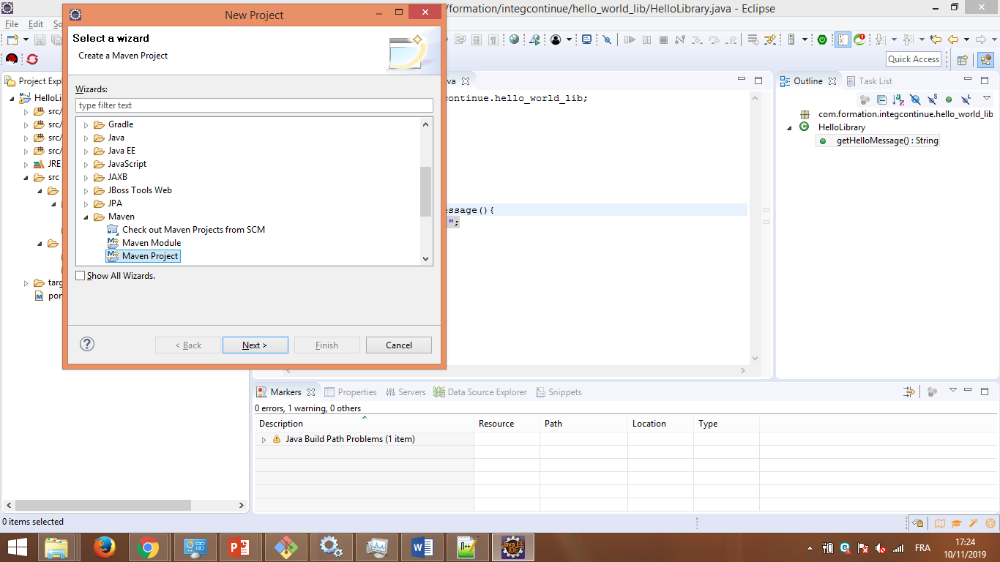 New Project
/formation/integcontinue/hello_world_lib/HelloLibrary.java - Eclipse
File Edit So
Quick Access
Select a wizard
Create a Maven Project
Wizards:
type filter text
Gradle
Java
Java EE
JavaScript
JAXB
JBoss Tools Web
JPA
Maven
Check out Maven Projects from SCM
Maven Module
Maven Project
Show All Wizards.
< Back
Next >
Finish
Cancel
Project Exp
HelloLi
src/
src/
src/
src/
JRE
src
targ
por
va
continue.hello_world_lib;
ssage(){
";
Outline
Task List
com.formation.integcontinue.hello_world_lib
HelloLibrary
getHelloMessage() : String
Markers
Properties
Servers
Data Source Explorer
Snippets
0 errors, 1 warning, 0 others
Description Resource Path Location Type
Java Build Path Problems (1 item)
0 items selected
Java EE
IDE
FRA
17:24
10/11/2019